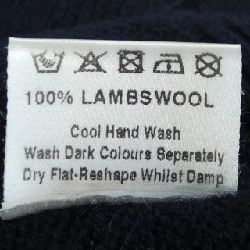 100% LAMBSWOOL
Cool Hand Wash
Wash Dark Colours Separately
Dry Flat-Reshape Whilst Damp